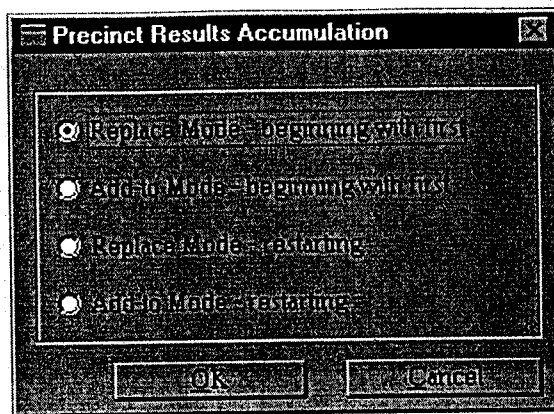 Precinct Results Accumulation
Replace Mode - beginning with first
Add-to Mode - beginning with first
Replace Mode - restarting
Add-to Mode - restarting
OK
Cancel